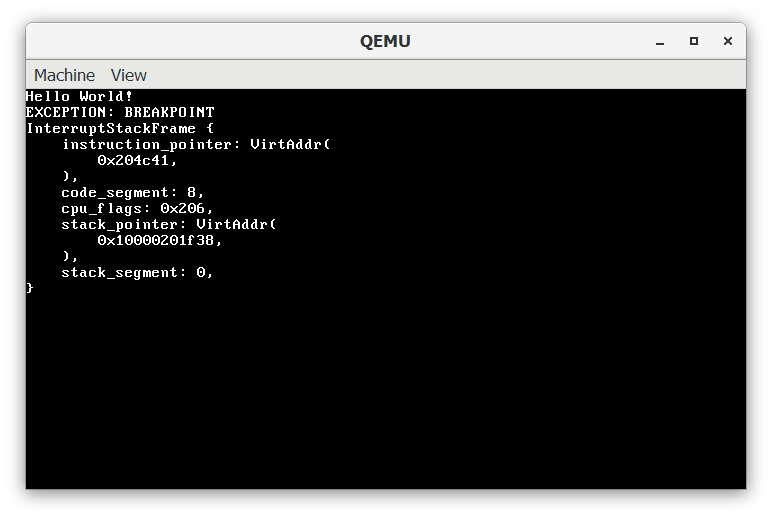 QEMU
Machine View
Hello World!
EXCEPTION: BREAKPOINT
InterruptStackFrame {
    instruction_pointer: VirtAddr(
        0x204c41,
    ),
    code_segment: 8,
    cpu_flags: 0x206,
    stack_pointer: VirtAddr(
        0x10000201f38,
    ),
    stack_segment: 0,
}